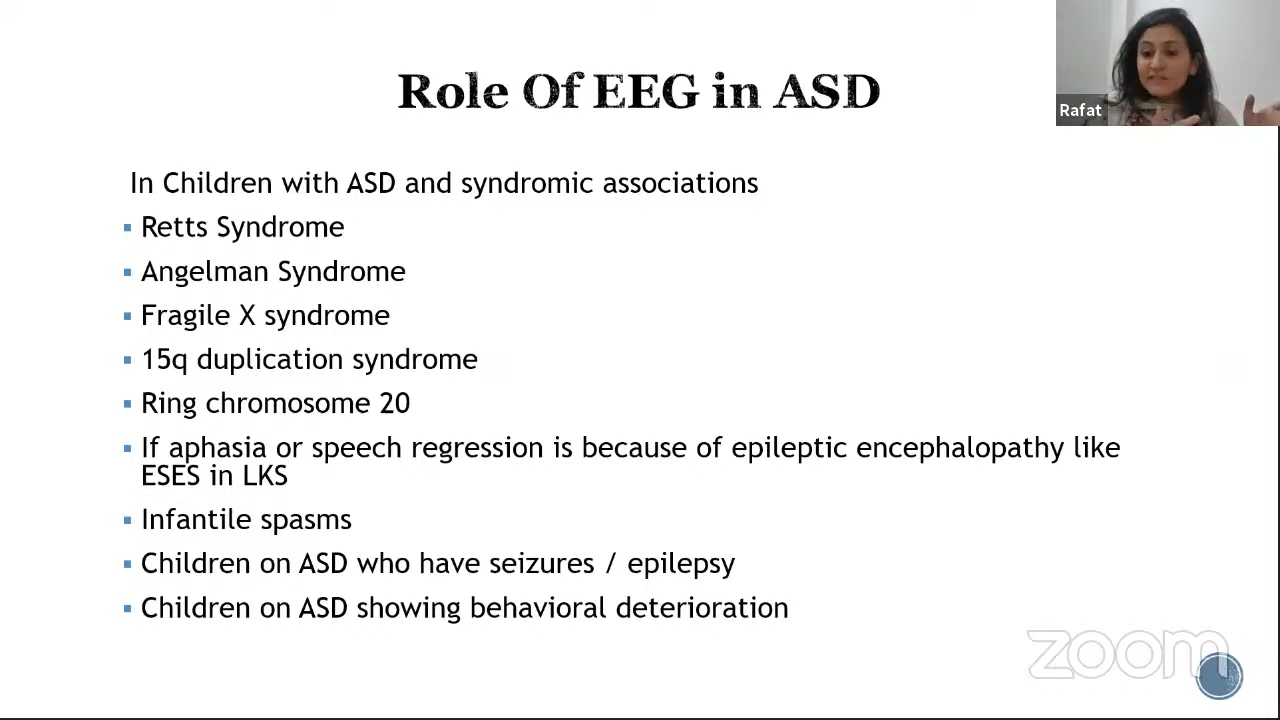 Role Of EEG in ASD
Rafat
In Children with ASD and syndromic associations
▪ Retts Syndrome
▪ Angelman Syndrome
▪ Fragile X syndrome
▪ 15q duplication syndrome
▪ Ring chromosome 20
▪ If aphasia or speech regression is because of epileptic encephalopathy like
ESES in LKS
▪ Infantile spasms
▪ Children on ASD who have seizures / epilepsy
▪ Children on ASD showing behavioral deterioration
zoom